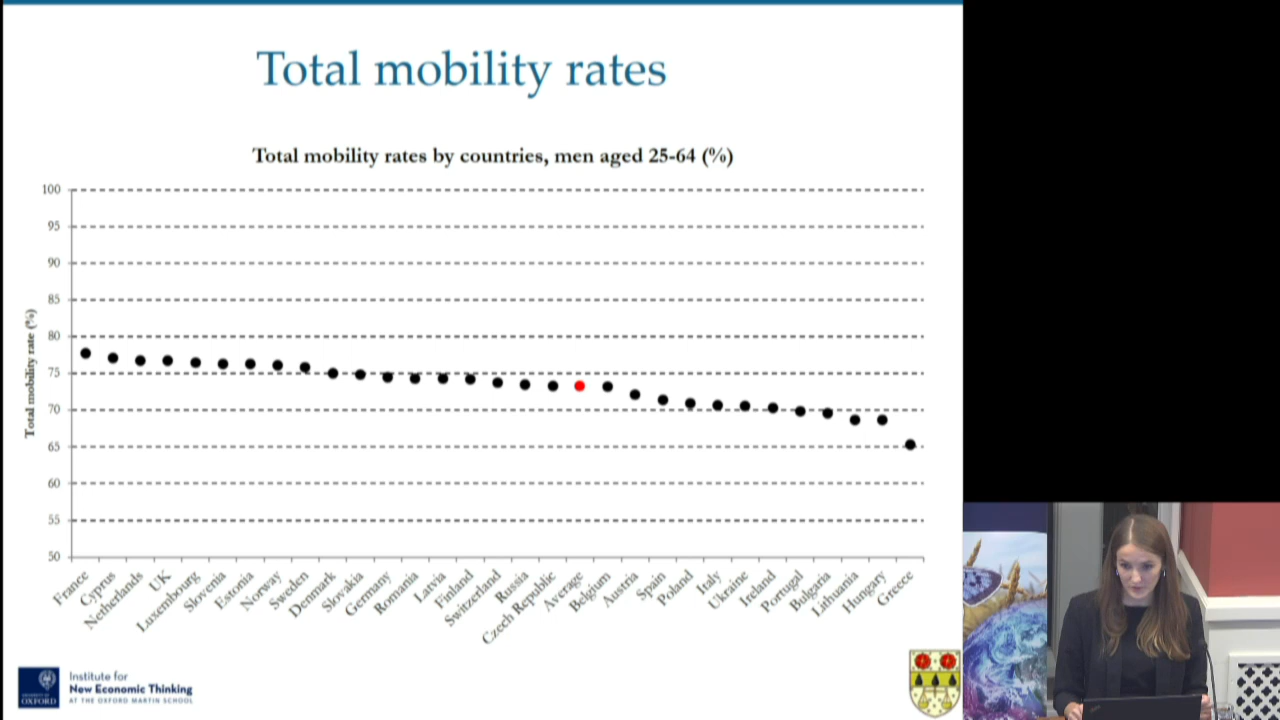 Total mobility rates
Total mobility rates by countries, men aged 25-64 (%)
Total mobility rate (%)
100
95
90
85
80
75
70
65
60
55
50
France
Cyprus
Netherlands
UK
Luxembourg
Slovenia
Estonia
Norway
Sweden
Denmark
Slovakia
Germany
Romania
Latvia
Finland
Switzerland
Russia
Czech Republic
Average
Belgium
Austria
Spain
Poland
Italy
Ukraine
Ireland
Portugal
Bulgaria
Lithuania
Hungary
Greece
UNIVERSITY OF
OXFORD
Institute for
New Economic Thinking
AT THE OXFORD MARTIN SCHOOL